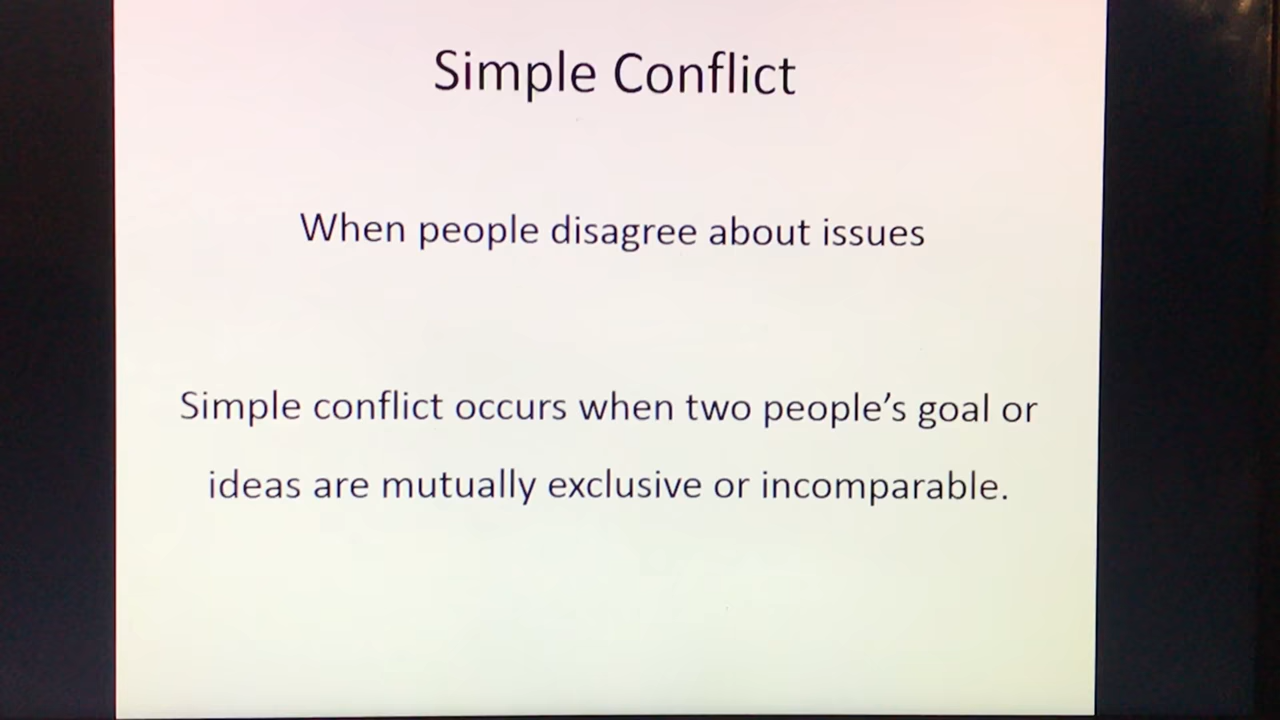 Simple Conflict
When people disagree about issues
Simple conflict occurs when two people’s goal or
ideas are mutually exclusive or incomparable.